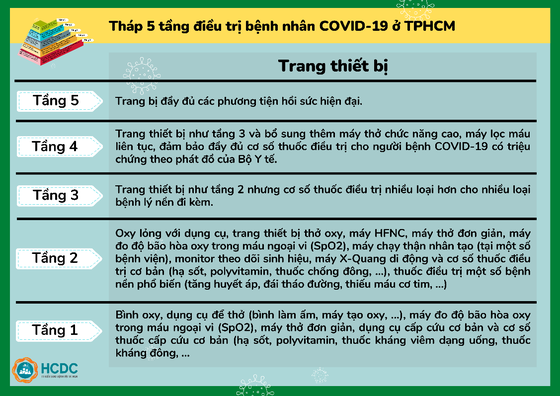 Tháp 5 tầng điều trị bệnh nhân COVID-19 ở TPHCM
Trang thiết bị
Tầng 5
Trang bị đầy đủ các phương tiện hồi sức hiện đại.
Tầng 4
Trang thiết bị như tầng 3 và bổ sung thêm máy thở chức năng cao, máy lọc máu
liên tục, đảm bảo đầy đủ cơ số thuốc điều trị cho người bệnh COVID-19 có triệu
chứng theo phát đồ của Bộ Y tế.
Tầng 3
Trang thiết bị như tầng 2 nhưng cơ số thuốc điều trị nhiều loại hơn cho nhiều loại
bệnh lý nền đi kèm.
Tầng 2
Oxy lỏng với dụng cụ, trang thiết bị thở oxy, máy HFNC, máy thở đơn giản, máy
đo độ bão hòa oxy trong máu ngoại vi (SpO2), máy chạy thận nhân tạo (tại một số
bệnh viện), monitor theo dõi sinh hiệu, máy X-Quang di động và cơ số thuốc điều
trị cơ bản (hạ sốt, polyvitamin, thuốc chống đông, ...), thuốc điều trị một số bệnh
nền phổ biến (tăng huyết áp, đái tháo đường, thiếu máu cơ tim, ...)
Tầng 1
Bình oxy, dụng cụ để thở (bình làm ấm, máy tạo oxy, ...), máy đo độ bão hòa oxy
trong máu ngoại vi (SpO2), máy thở đơn giản, dụng cụ cấp cứu cơ bản và cơ số
thuốc cấp cứu cơ bản (hạ sốt, polyvitamin, thuốc kháng viêm dạng uống, thuốc
kháng đông, ...
HCDC